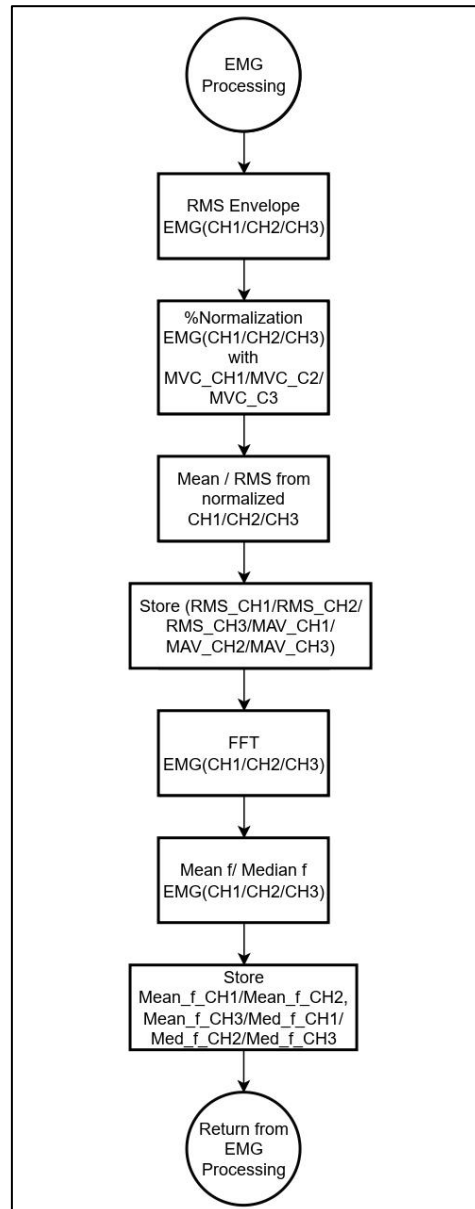 EMG
Processing
RMS Envelope
EMG(CH1/CH2/CH3)
%Normalization
EMG(CH1/CH2/CH3)
with
MVC_CH1/MVC_C2/
MVC_C3
Mean / RMS from
normalized
CH1/CH2/CH3
Store (RMS_CH1/RMS_CH2/
RMS_CH3/MAV_CH1/
MAV_CH2/MAV_CH3)
FFT
EMG(CH1/CH2/CH3)
Mean f/ Median f
EMG(CH1/CH2/CH3)
Store
Mean_f_CH1/Mean_f_CH2,
Mean_f_CH3/Med_f_CH1/
Med_f_CH2/Med_f_CH3
Return from
EMG
Processing